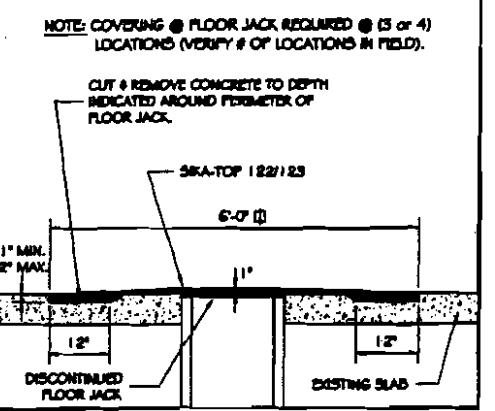 NOTE: COVERING @ FLOOR JACK REQUIRED @ (3 or 4)
LOCATIONS (VERIFY # OF LOCATIONS IN FIELD).
CUT & REMOVE CONCRETE TO DEPTH
INDICATED AROUND PERIMETER OF
FLOOR JACK.
SIKA-TOP 122/123
6'-0"
1" MIN.
2" MAX.
1"
12"
12"
DISCONTINUED
FLOOR JACK
EXISTING SLAB